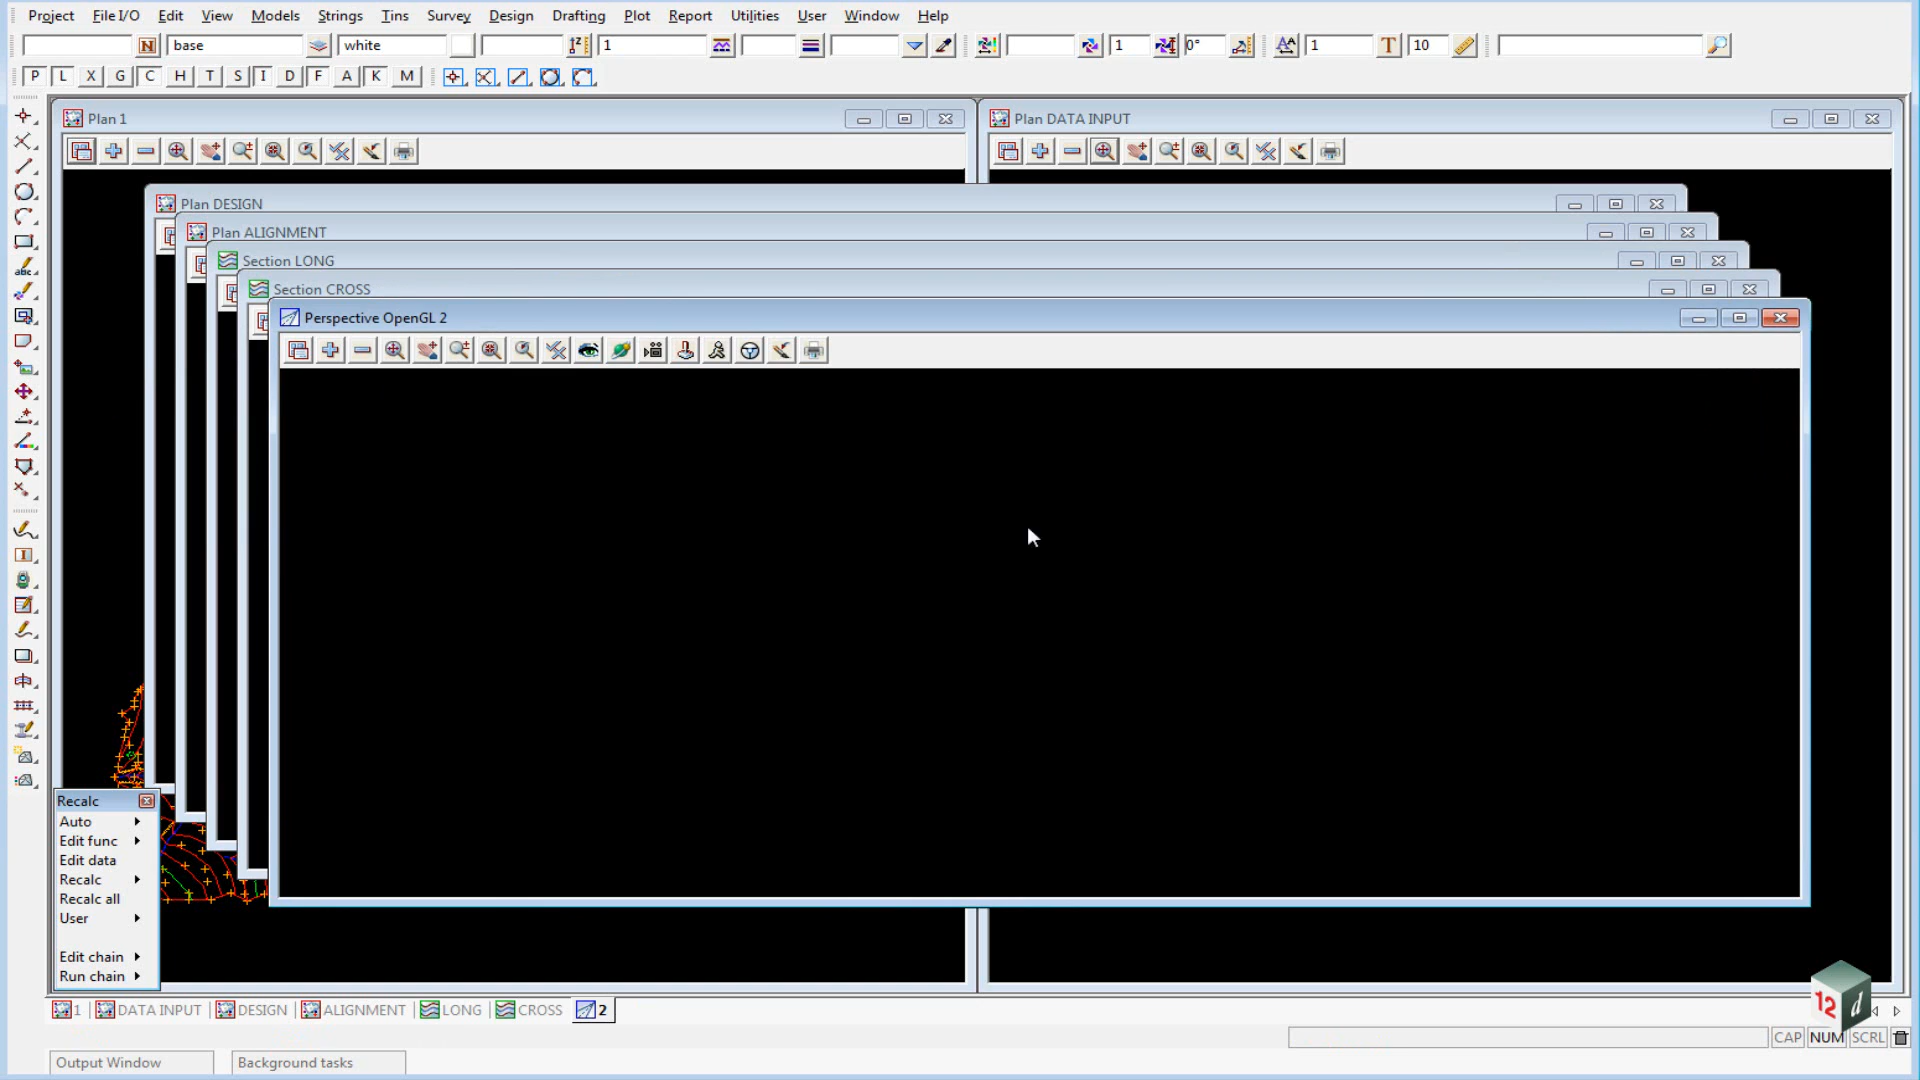 Project File I/O Edit View Models Strings Tins Survey Design Drafting Plot Report Utilities User Window Help
N base white 1 1 0° 1 T 10
P L X G C H T S I D F A K M
Plan 1
Plan DATA INPUT
Plan DESIGN
Plan ALIGNMENT
Section LONG
Section CROSS
Perspective OpenGL 2
abc
Recalc
Auto
Edit func
Edit data
Recalc
Recalc all
User
Edit chain
Run chain
1 DATA INPUT DESIGN ALIGNMENT LONG CROSS 2
12 d
CAP NUM SCRL
Output Window Background tasks